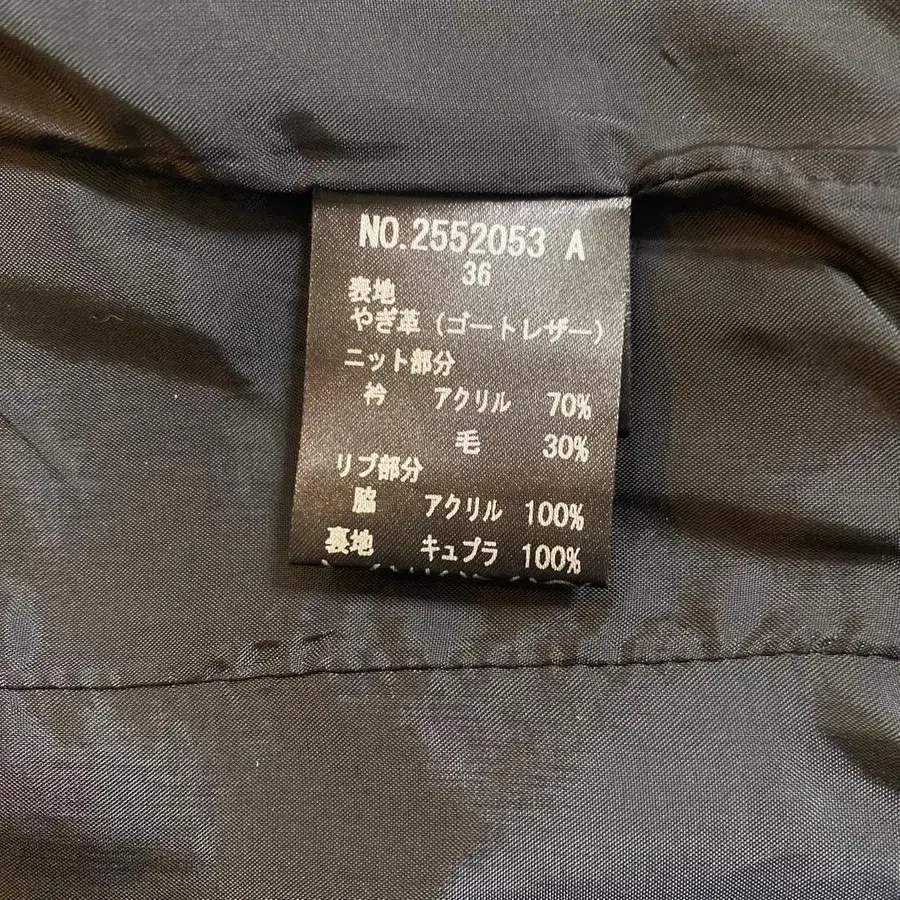 NO.2552053 A
36
表地
やぎ革(ゴートレザー)
ニット部分
衿 アクリル 70%
毛 30%
リブ部分
脇 アクリル 100%
裏地 キュプラ 100%